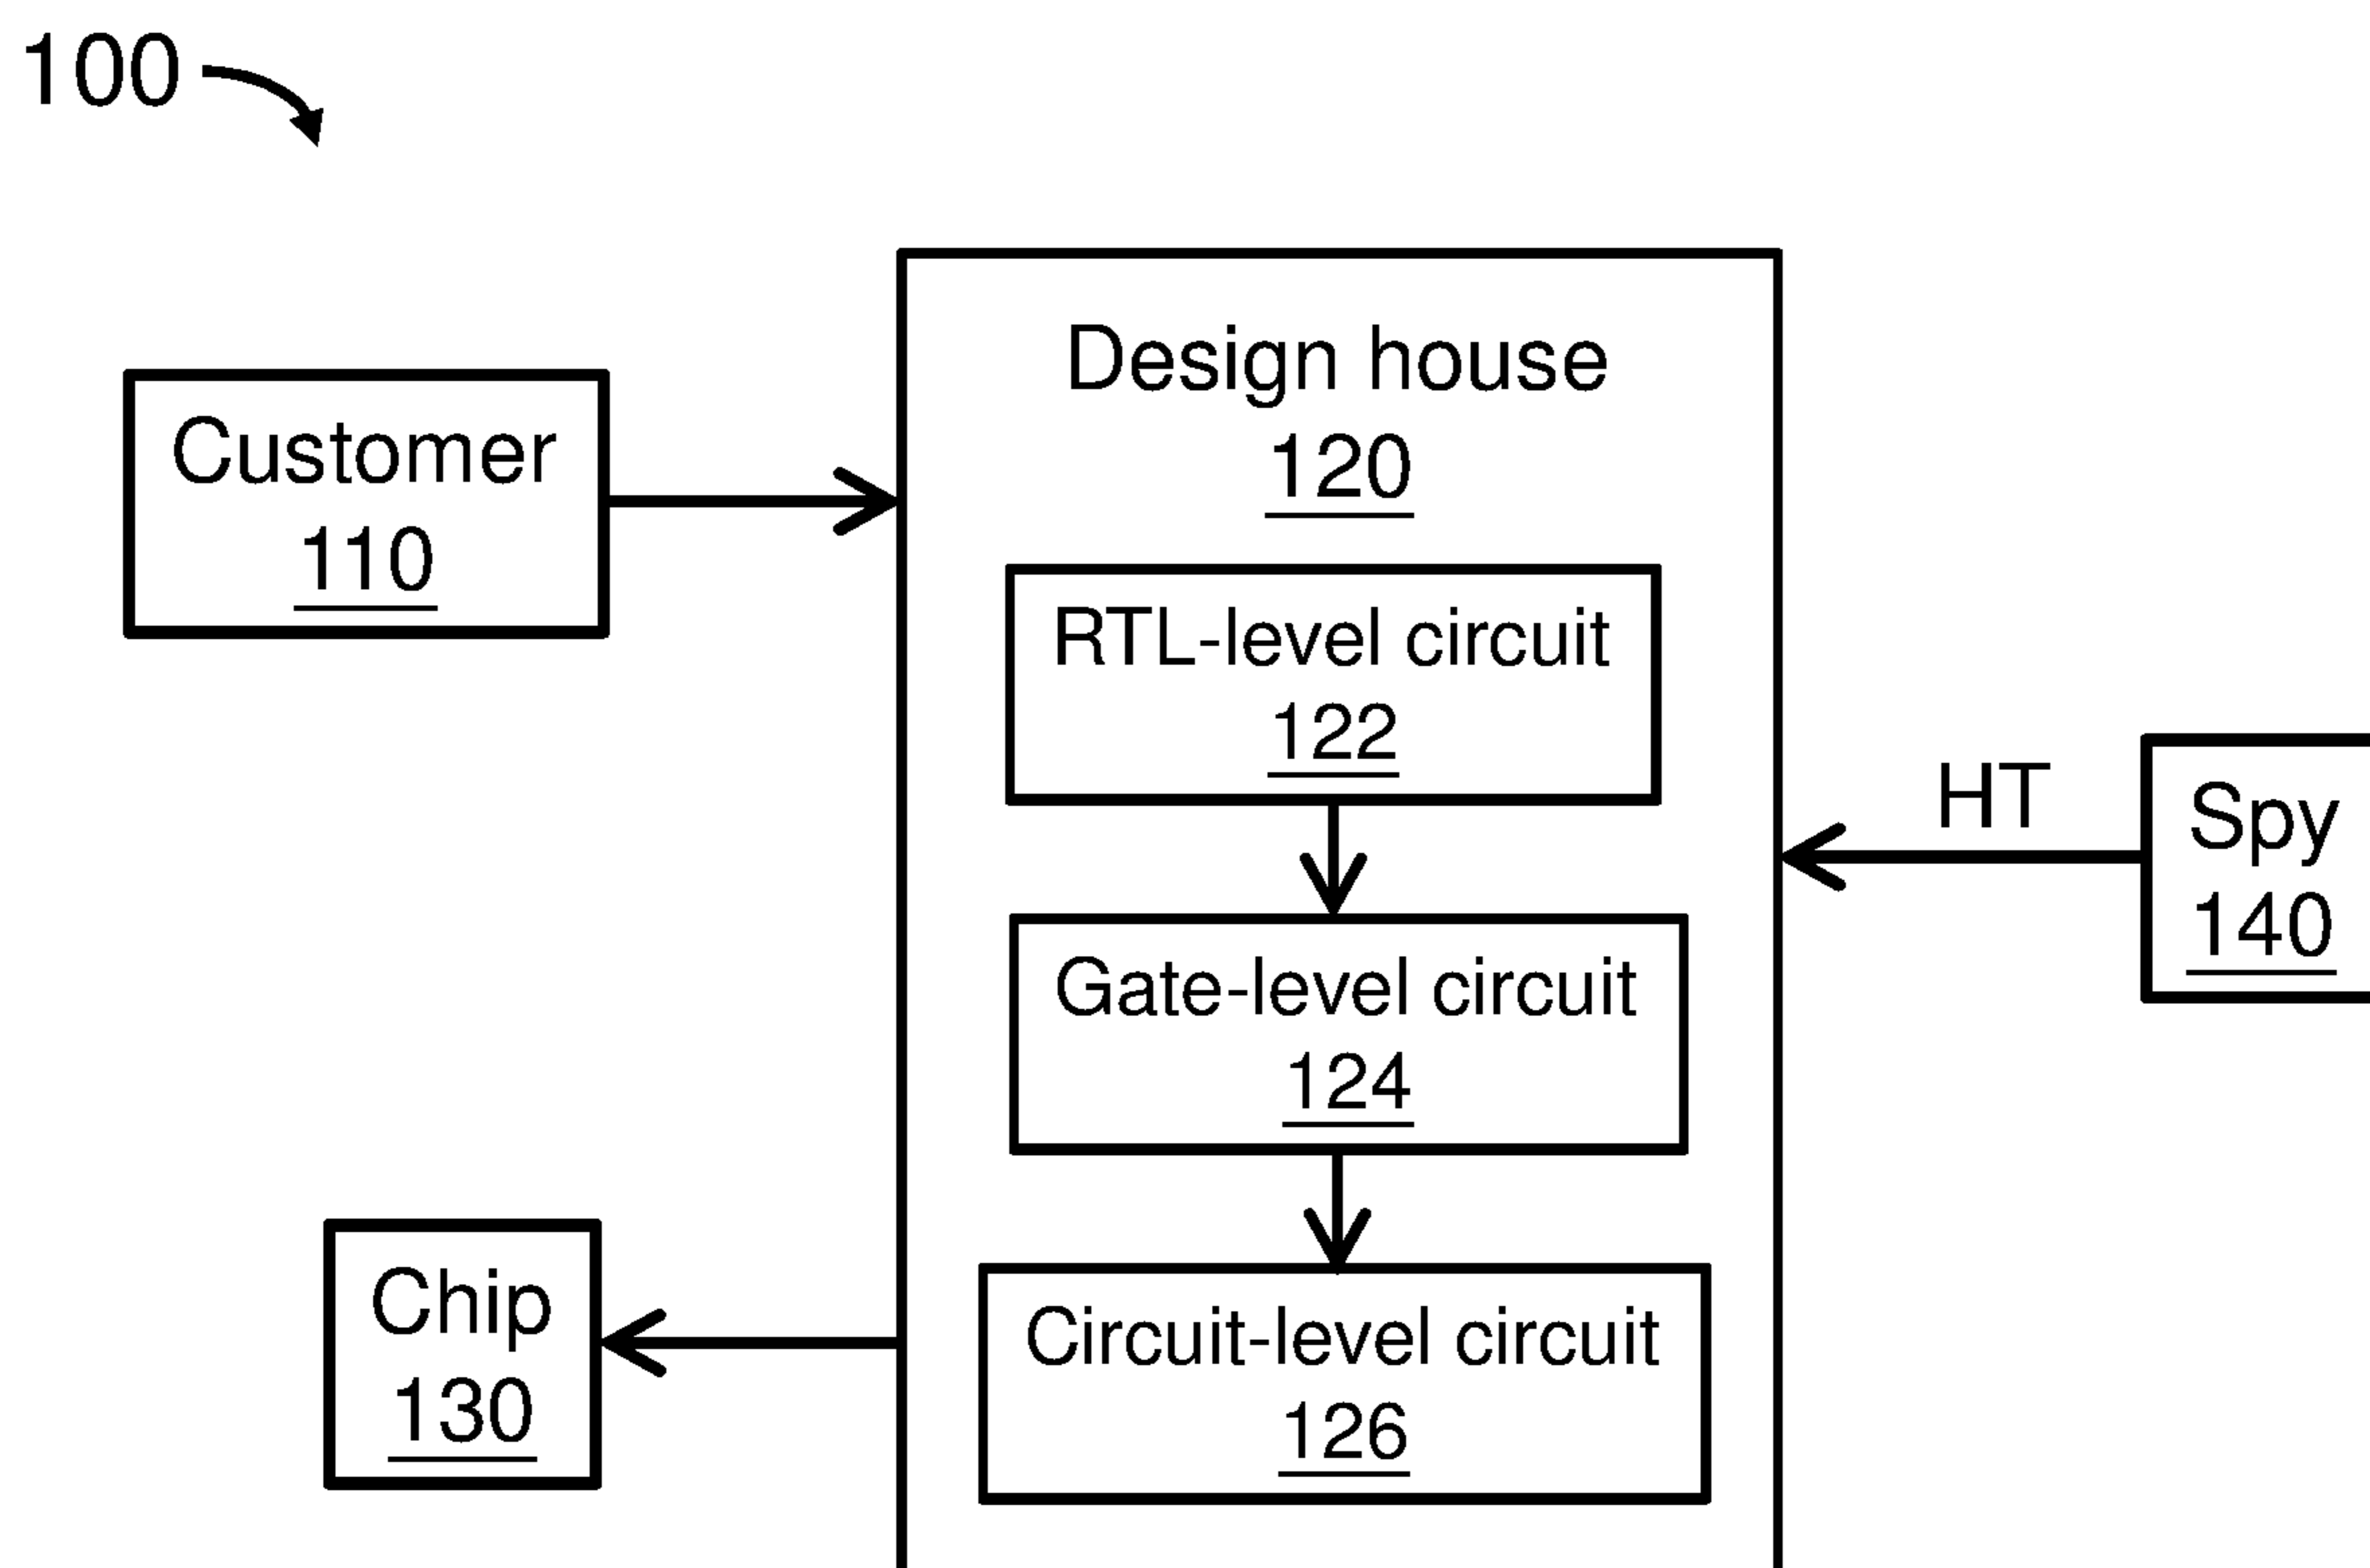 100
Customer
110
Design house
120
RTL-level circuit
122
Gate-level circuit
124
Circuit-level circuit
126
HT
Spy
140
Chip
130